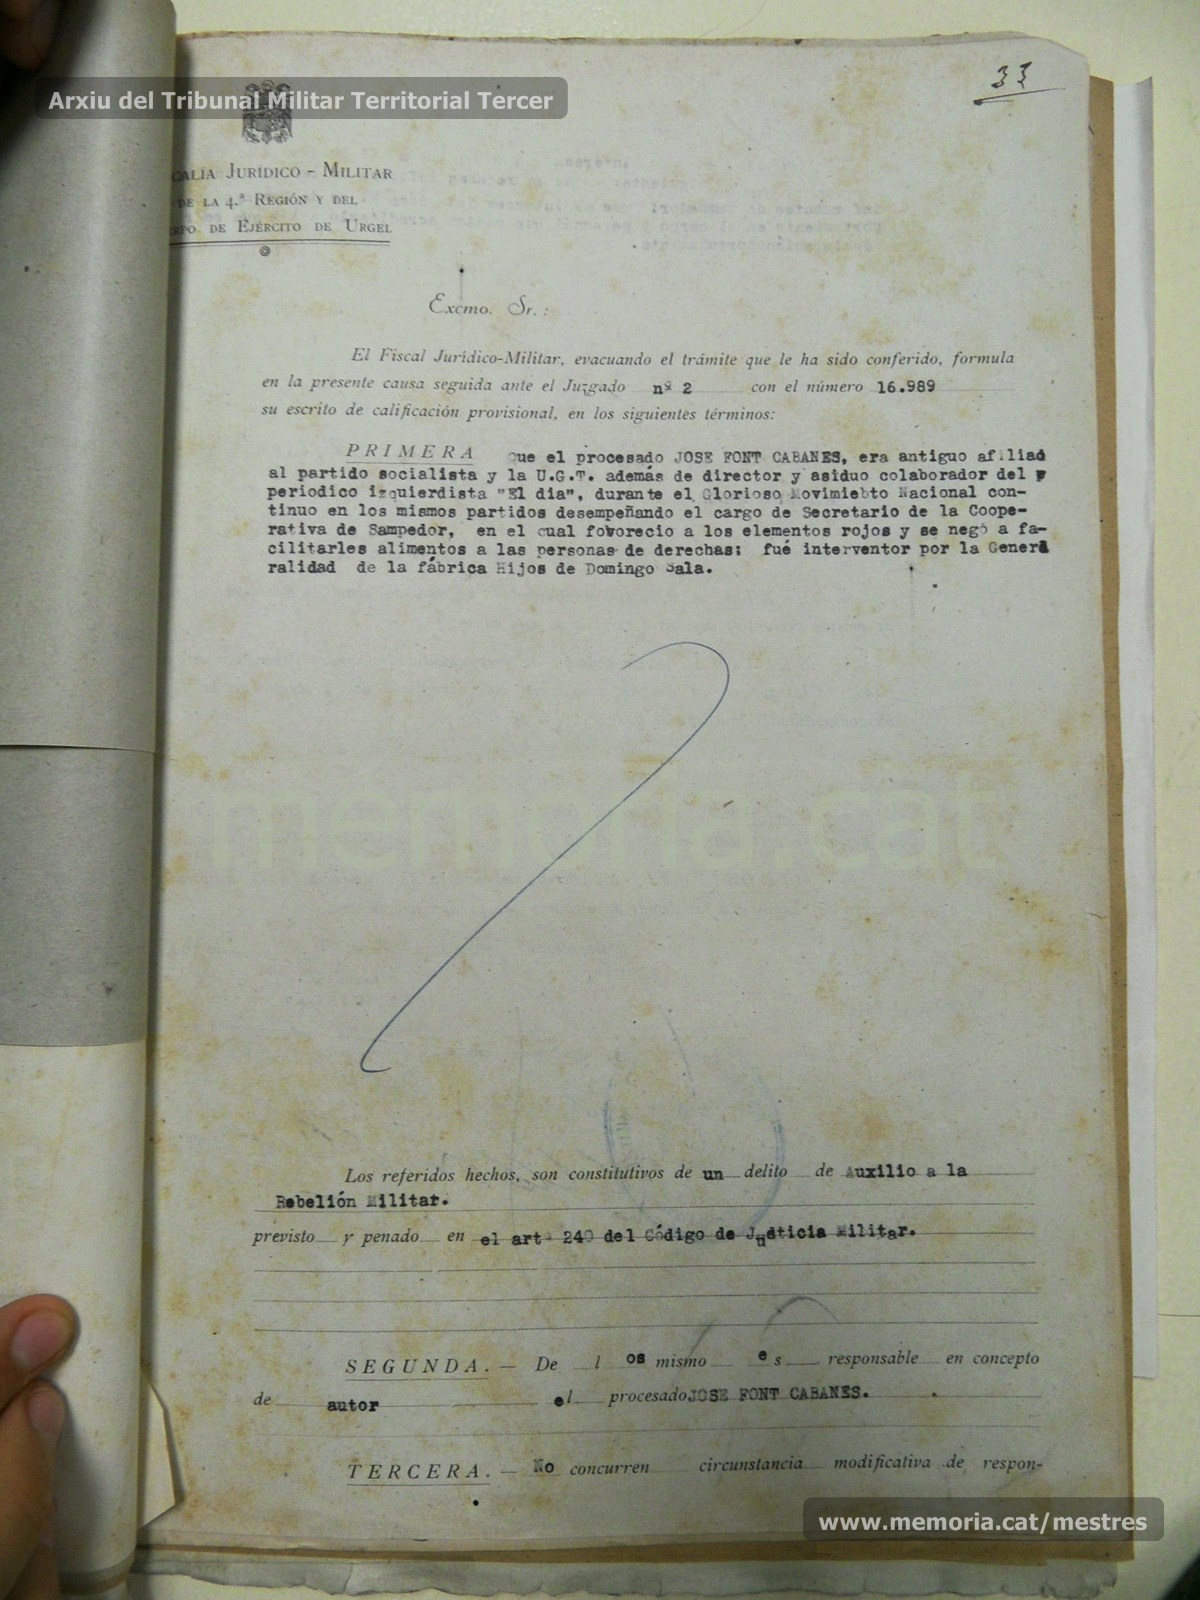 Arxiu del Tribunal Militar Territorial Tercer
33
CALIA JURÍDICO - MILITAR
DE LA 4.ª REGIÓN Y DEL
RPO DE EJÉRCITO DE URGEL
Excmo. Sr.:
El Fiscal Jurídico-Militar, evacuando el trámite que le ha sido conferido, formula
en la presente causa seguida ante el Juzgado nº 2 con el número 16.989
su escrito de calificación provisional, en los siguientes términos:
PRIMERA Que el procesado JOSE FONT CABANES, era antiguo afiliad
al partido socialista y la U.G.T. además de director y asiduo colaborador del p
periodico izquierdista "El dia", durante el Glorioso Movimiebto Nacional con-
tinuo en los mismos partidos desempeñando el cargo de Secretario de la Coope-
rativa de Sampedor, en el cual fovorecio a los elementos rojos y se negó a fa-
cilitarles alimentos a las personas de derechas; fué interventor por la Genera
ralidad de la fábrica Hijos de Domingo Sala.
memoria.cat
Los referidos hechos, son constitutivos de un delito de Auxilio a la
Rebelión Militar.
previsto y penado en el artº 240 del Código de Justicia Militar.
SEGUNDA. — De l os mismo es responsable en concepto
de autor el procesado JOSE FONT CABANES.
TERCERA. — No concurren circunstancia modificativa de respon-
www.memoria.cat/mestres